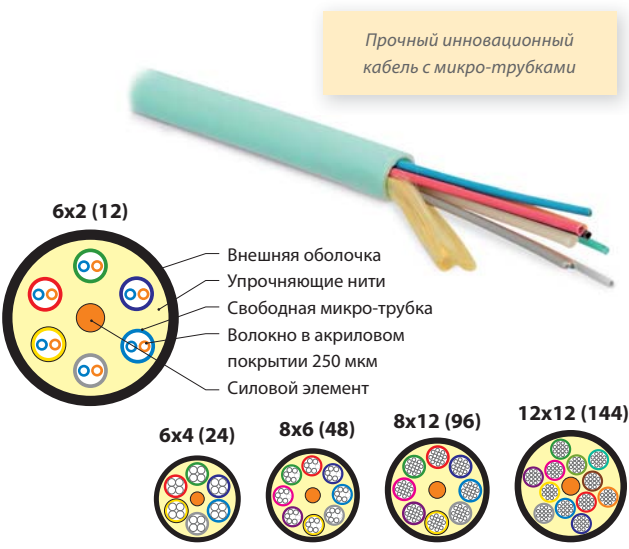 Прочный инновационный
кабель с микро-трубками
6x2 (12)
Внешняя оболочка
Упрочняющие нити
Свободная микро-трубка
Волокно в акриловом
покрытии 250 мкм
Силовой элемент
6x4 (24)
8x6 (48)
8x12 (96)
12x12 (144)